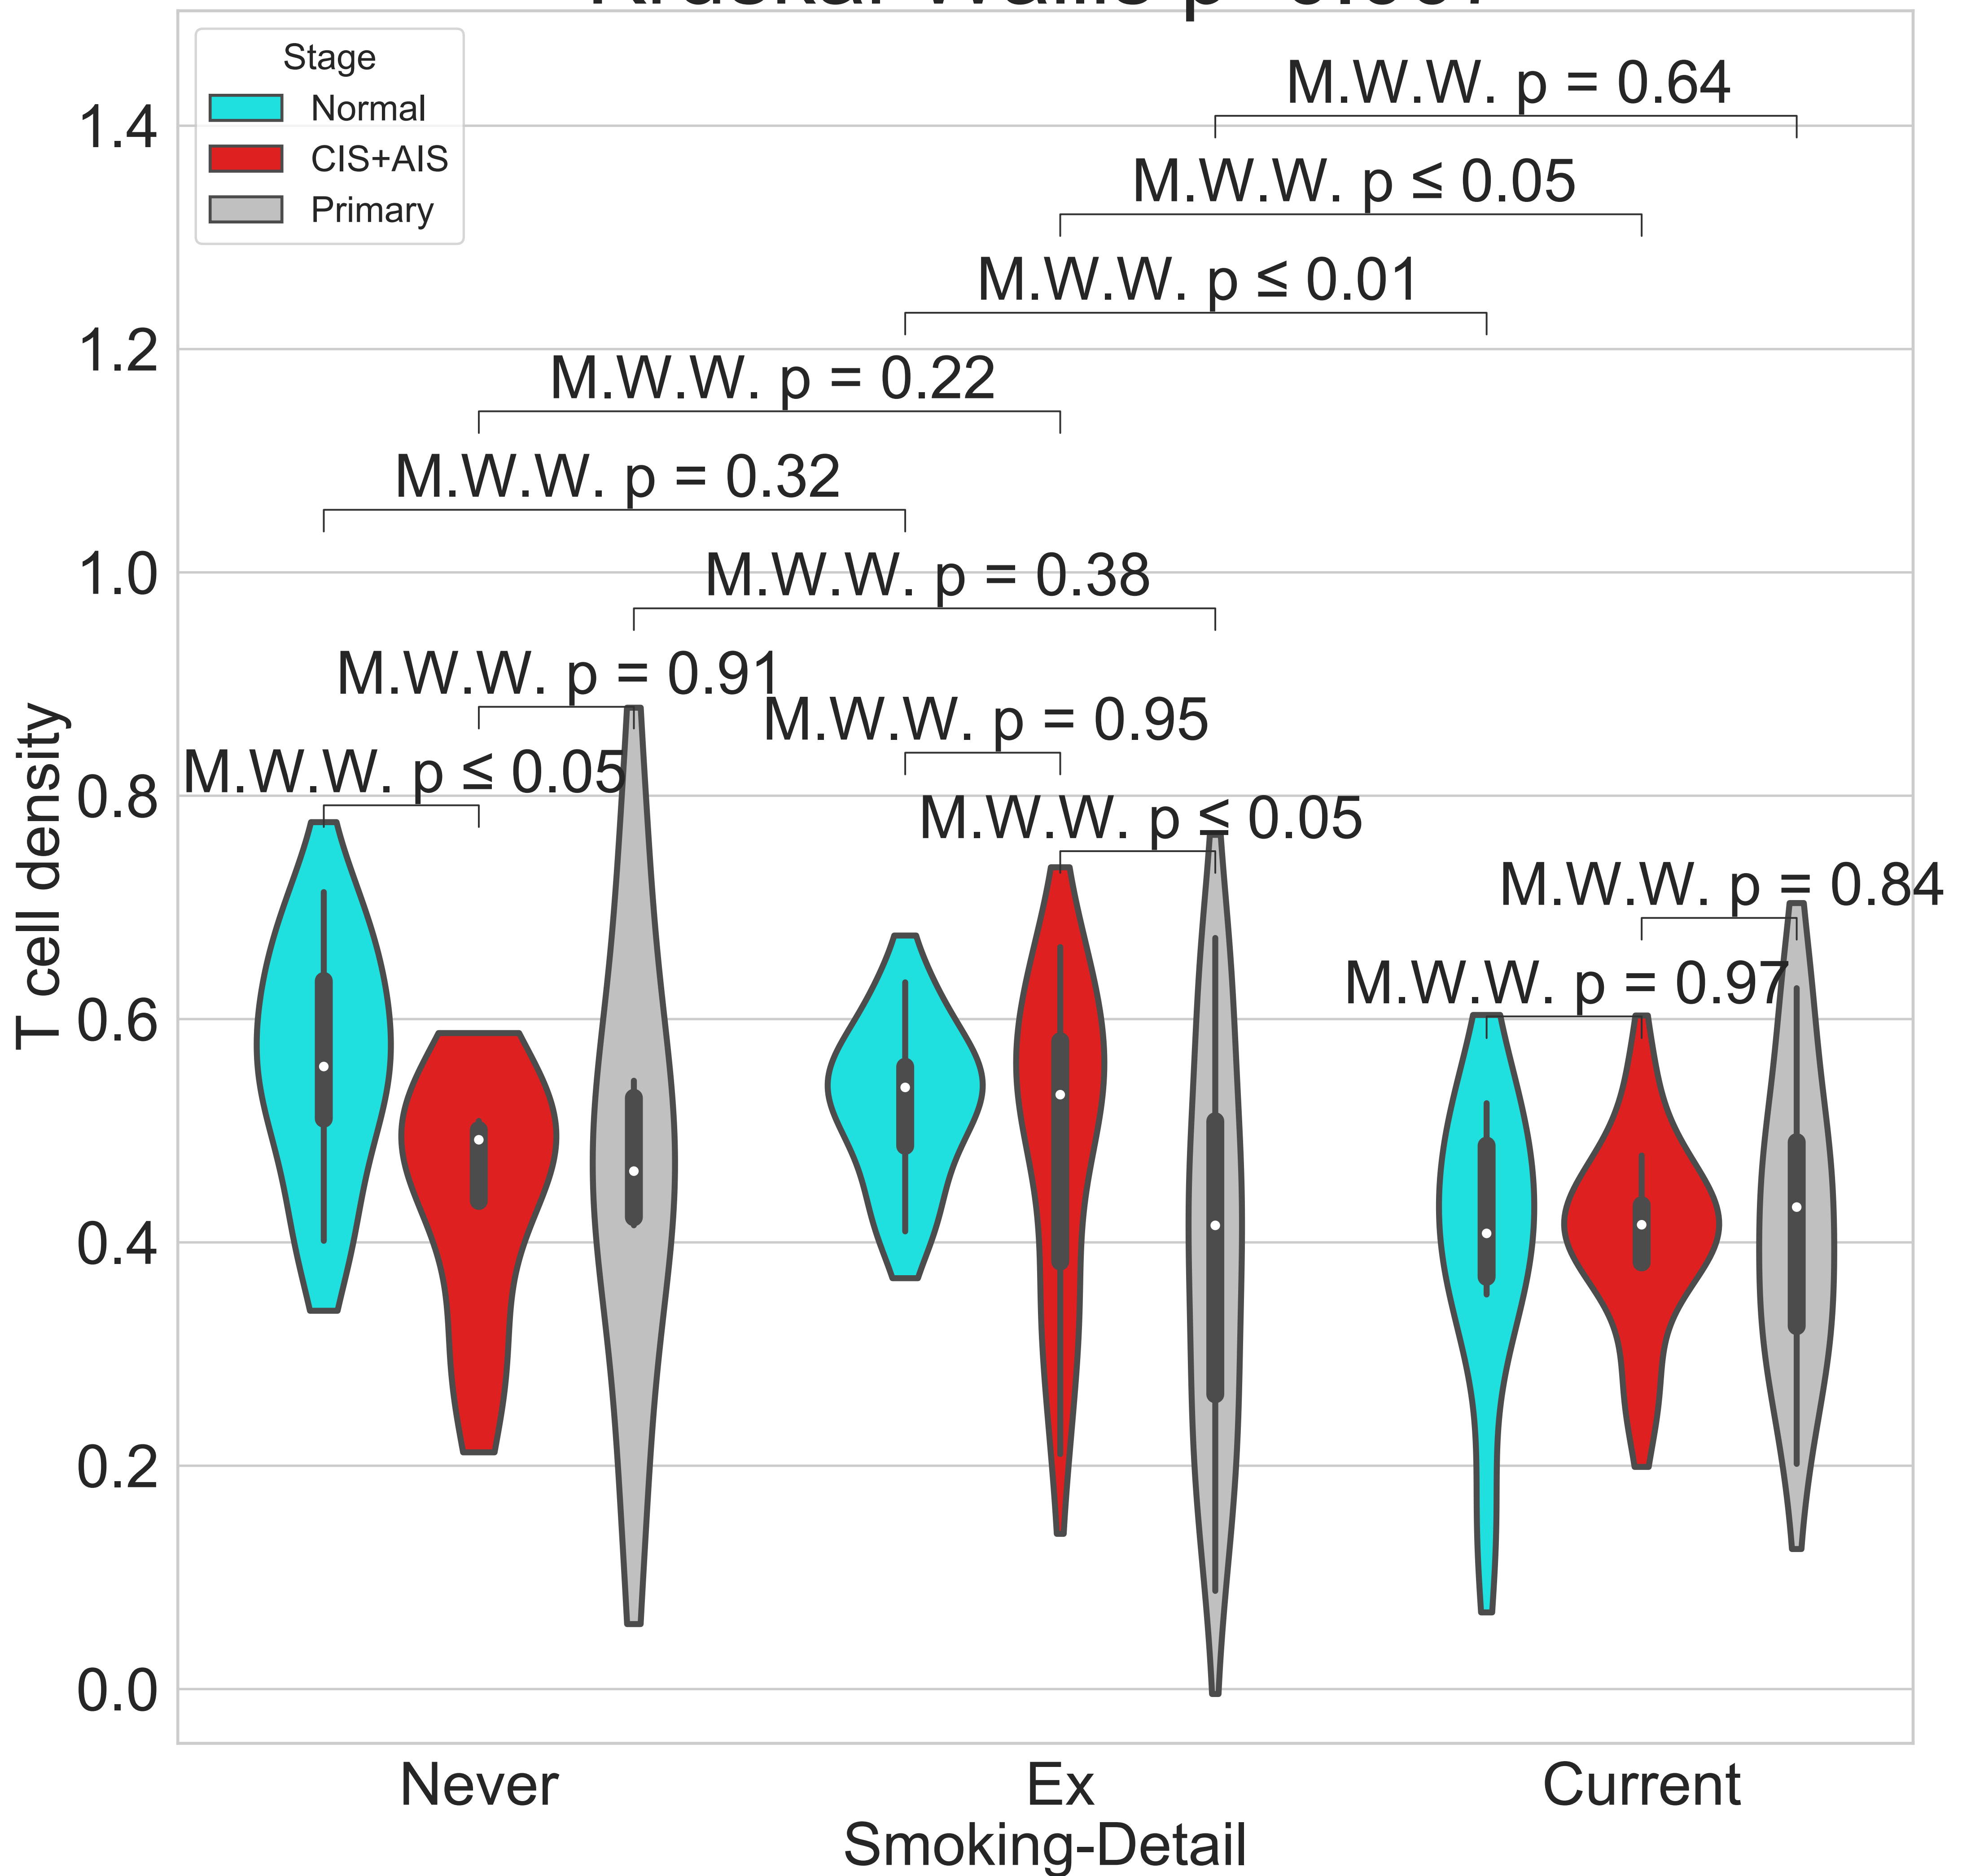 Stage
Normal
CIS+AIS
Primary
M.W.W. p = 0.64
M.W.W. p ≤ 0.05
M.W.W. p ≤ 0.01
M.W.W. p = 0.22
M.W.W. p = 0.32
M.W.W. p = 0.38
M.W.W. p = 0.91
M.W.W. p = 0.95
M.W.W. p ≤ 0.05
M.W.W. p ≤ 0.05
M.W.W. p = 0.84
M.W.W. p = 0.97
1.4
1.2
1.0
0.8
0.6
0.4
0.2
0.0
T cell density
Never
Ex
Current
Smoking-Detail